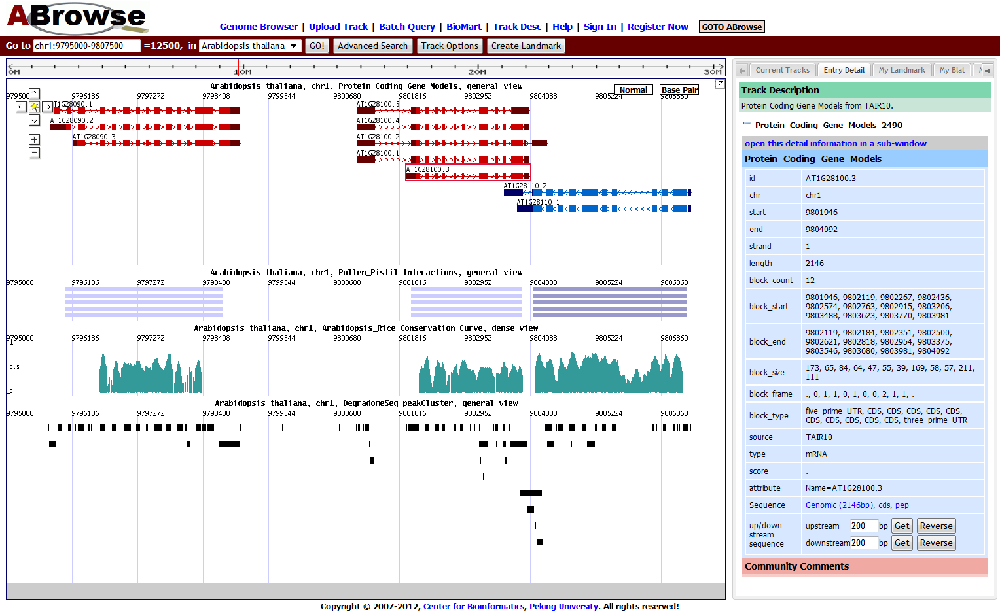 ABrowse
Genome Browser | Upload Track | Batch Query | BioMart | Track Desc | Help | Sign In | Register Now GOTO ABrowse
Go to chr1:9795000-9807500 =12500, in Arabidopsis thaliana GO! Advanced Search Track Options Create Landmark
0M 10M 20M 30M
Arabidopsis thaliana, chr1, Protein Coding Gene Models, general view
Normal Base Pair
9795000 9796136 9797272 9798408 9799544 9800680 9801816 9802952 9804088 9805224 9806360
AT1G28090.1 AT1G28100.5
AT1G28090.2 AT1G28100.4
AT1G28090.3 AT1G28100.2
AT1G28100.1
AT1G28100.3
AT1G28110.2
AT1G28110.1
Arabidopsis thaliana, chr1, Pollen_Pistil Interactions, general view
9795000 9796136 9797272 9798408 9799544 9800680 9801816 9802952 9804088 9805224 9806360
Arabidopsis thaliana, chr1, Arabidopsis_Rice Conservation Curve, dense view
9795000 9796136 9797272 9798408 9799544 9800680 9801816 9802952 9804088 9805224 9806360
1
0.5
0
Arabidopsis thaliana, chr1, DegradomeSeq peakCluster, general view
9795000 9796136 9797272 9798408 9799544 9800680 9801816 9802952 9804088 9805224 9806360
Current Tracks Entry Detail My Landmark My Blat
Track Description
Protein Coding Gene Models from TAIR10.
Protein_Coding_Gene_Models_2490
open this detail information in a sub-window
Protein_Coding_Gene_Models
id AT1G28100.3
chr chr1
start 9801946
end 9804092
strand 1
length 2146
block_count 12
block_start 9801946, 9802119, 9802267, 9802436,
9802574, 9802763, 9802915, 9803206,
9803488, 9803623, 9803770, 9803981
block_end 9802119, 9802184, 9802351, 9802500,
9802621, 9802818, 9802954, 9803375,
9803546, 9803680, 9803981, 9804092
block_size 173, 65, 84, 64, 47, 55, 39, 169, 58, 57, 211,
111
block_frame ., 0, 1, 1, 0, 1, 0, 0, 2, 1, 1, .
block_type five_prime_UTR, CDS, CDS, CDS, CDS, CDS,
CDS, CDS, CDS, CDS, CDS, three_prime_UTR
source TAIR10
type mRNA
score .
attribute Name=AT1G28100.3
Sequence Genomic (2146bp), cds, pep
up/down-stream sequence
upstream 200 bp Get Reverse
downstream 200 bp Get Reverse
Community Comments
Copyright © 2007-2012, Center for Bioinformatics, Peking University. All rights reserved!